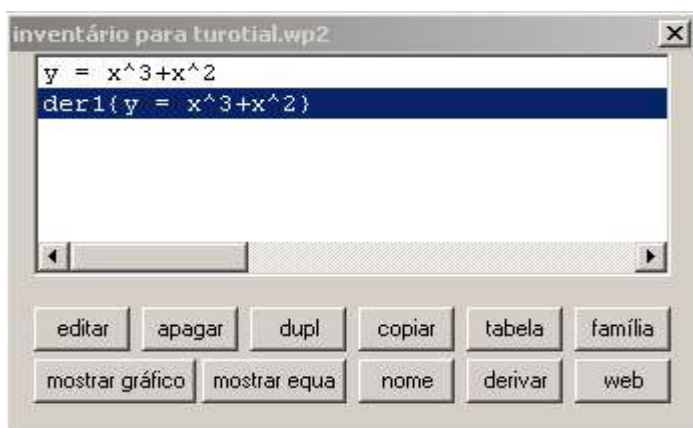 inventário para turotial.wp2
y = x^3+x^2
der1{y = x^3+x^2}
editar apagar dupl copiar tabela família
mostrar gráfico mostrar equa nome derivar web